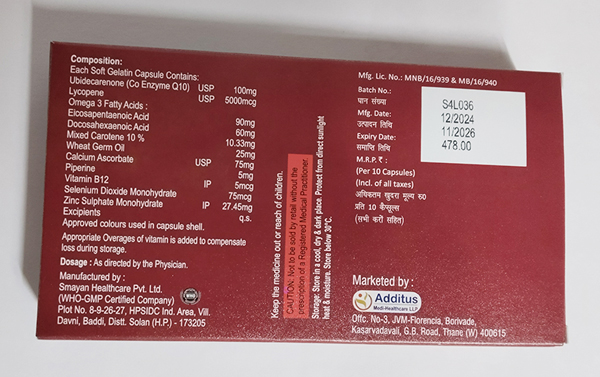 Composition:
Each Soft Gelatin Capsule Contains:
Ubidecarenone (Co Enzyme Q10) USP 100mg
Lycopene USP 5000mcg
Omega 3 Fatty Acids :
Eicosapentaenoic Acid 90mg
Docosahexaenoic Acid 60mg
Mixed Carotene 10 % 10.33mg
Wheat Germ Oil 25mg
Calcium Ascorbate USP 75mg
Piperine 5mg
Vitamin B12 IP 5mcg
Selenium Dioxide Monohydrate 75mcg
Zinc Sulphate Monohydrate IP 27.45mg
Excipients q.s.
Approved colours used in capsule shell.
Appropriate Overages of vitamin is added to compensate
loss during storage.
Dosage : As directed by the Physician.
Manufactured by :
Smayan Healthcare Pvt. Ltd.
(WHO-GMP Certified Company)
Plot No. 8-9-26-27, HPSIDC Ind. Area, Vill.
Davni, Baddi, Distt. Solan (H.P.) - 173205
Keep the medicine out or reach of children.
CAUTION: Not to be sold by retail without the
prescription of a Registered Medical Practitioner.
Storage: Store in a cool, dry & dark place. Protect from direct sunlight
heat & moisture. Store below 30°C.
Mfg. Lic. No.: MNB/16/939 & MB/16/940
Batch No.:
घान संख्या
Mfg. Date:
उत्पादन तिथि
Expiry Date:
समाप्ति तिथि
M.R.P. ₹ :
(Per 10 Capsules)
(Incl. of all taxes)
अधिकतम खुदरा मूल्य रु0
प्रति 10 कैप्सूल्स
(सभी करों सहित)
S4L036
12/2024
11/2026
478.00
Marketed by :
Additus
Medi-Healthcare LLP
Offc. No-3, JVM-Florencia, Borivade,
Kasarvadavali, G.B. Road, Thane (W) 400615